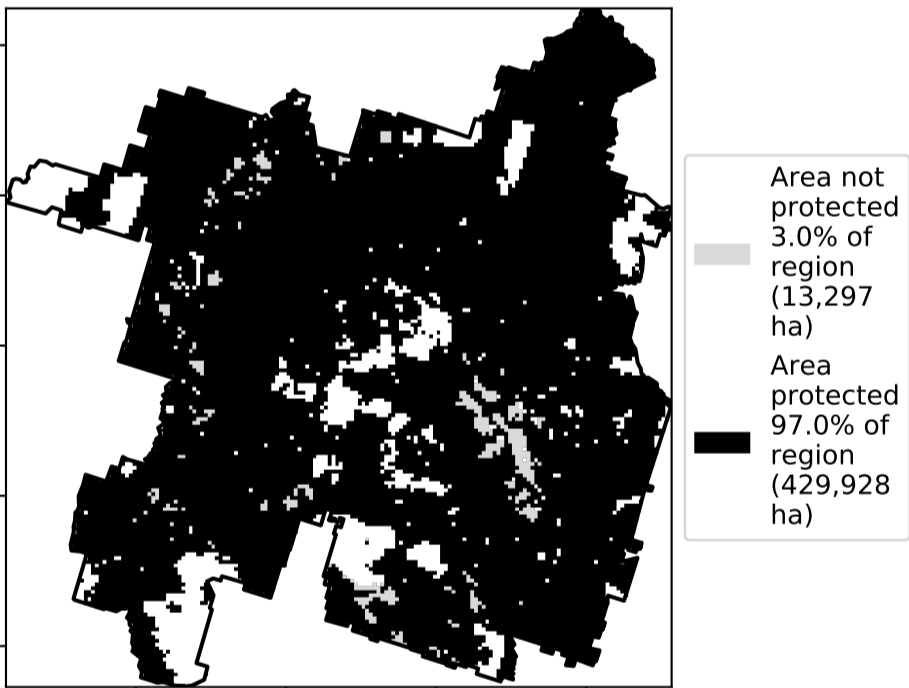 Area not
protected
3.0% of
region
(13,297
ha)
Area
protected
97.0% of
region
(429,928
ha)